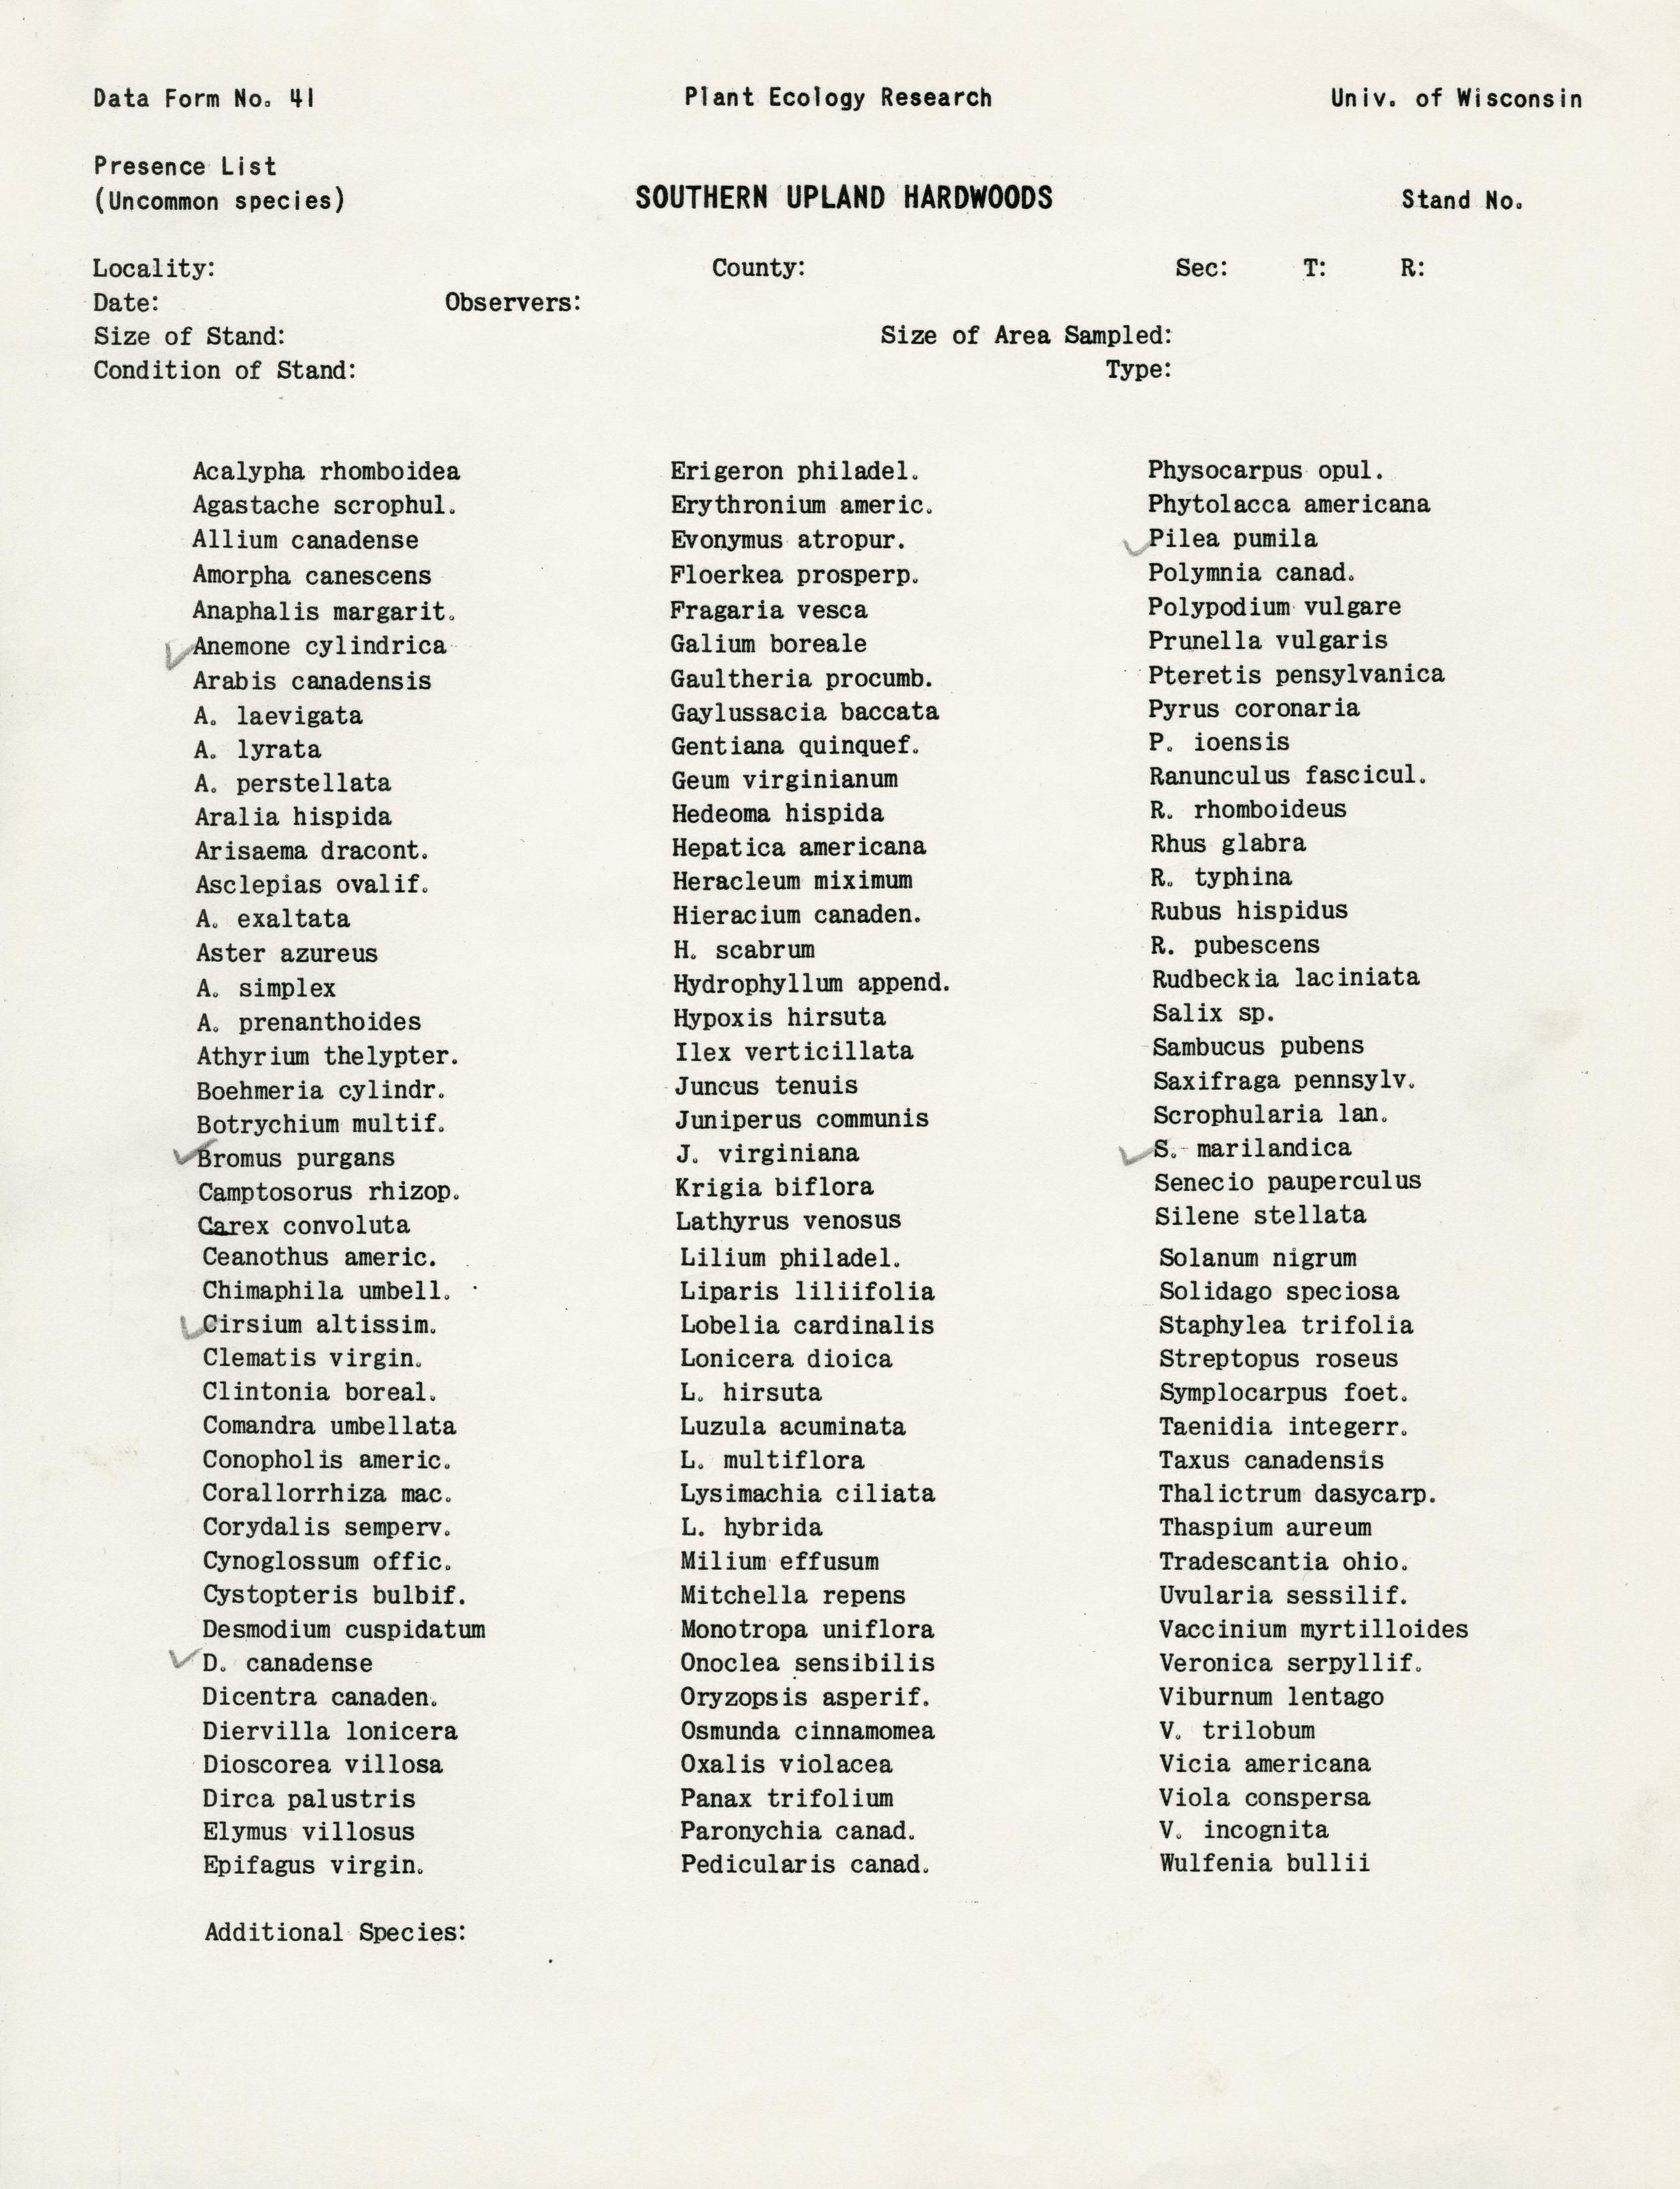 Data Form No. 41 Plant Ecology Research Univ. of Wisconsin
Presence List
(Uncommon species) SOUTHERN UPLAND HARDWOODS Stand No.
Locality: County: Sec: T: R:
Date: Observers:
Size of Stand: Size of Area Sampled:
Condition of Stand: Type:
Acalypha rhomboidea
Agastache scrophul.
Allium canadense
Amorpha canescens
Anaphalis margarit.
✓Anemone cylindrica
Arabis canadensis
A. laevigata
A. lyrata
A. perstellata
Aralia hispida
Arisaema dracont.
Asclepias ovalif.
A. exaltata
Aster azureus
A. simplex
A. prenanthoides
Athyrium thelypter.
Boehmeria cylindr.
Botrychium multif.
✓Bromus purgans
Camptosorus rhizop.
Carex convoluta
Ceanothus americ.
Chimaphila umbell.
✓Cirsium altissim.
Clematis virgin.
Clintonia boreal.
Comandra umbellata
Conopholis americ.
Corallorrhiza mac.
Corydalis semperv.
Cynoglossum offic.
Cystopteris bulbif.
Desmodium cuspidatum
✓D. canadense
Dicentra canaden.
Diervilla lonicera
Dioscorea villosa
Dirca palustris
Elymus villosus
Epifagus virgin.
Erigeron philadel.
Erythronium americ.
Evonymus atropur.
Floerkea prosperp.
Fragaria vesca
Galium boreale
Gaultheria procumb.
Gaylussacia baccata
Gentiana quinquef.
Geum virginianum
Hedeoma hispida
Hepatica americana
Heracleum miximum
Hieracium canaden.
H. scabrum
Hydrophyllum append.
Hypoxis hirsuta
Ilex verticillata
Juncus tenuis
Juniperus communis
J. virginiana
Krigia biflora
Lathyrus venosus
Lilium philadel.
Liparis liliifolia
Lobelia cardinalis
Lonicera dioica
L. hirsuta
Luzula acuminata
L. multiflora
Lysimachia ciliata
L. hybrida
Milium effusum
Mitchella repens
Monotropa uniflora
Onoclea sensibilis
Oryzopsis asperif.
Osmunda cinnamomea
Oxalis violacea
Panax trifolium
Paronychia canad.
Pedicularis canad.
Physocarpus opul.
Phytolacca americana
✓Pilea pumila
Polymnia canad.
Polypodium vulgare
Prunella vulgaris
Pteretis pensylvanica
Pyrus coronaria
P. ioensis
Ranunculus fascicul.
R. rhomboideus
Rhus glabra
R. typhina
Rubus hispidus
R. pubescens
Rudbeckia laciniata
Salix sp.
Sambucus pubens
Saxifraga pennsylv.
Scrophularia lan.
✓S. marilandica
Senecio pauperculus
Silene stellata
Solanum nigrum
Solidago speciosa
Staphylea trifolia
Streptopus roseus
Symplocarpus foet.
Taenidia integerr.
Taxus canadensis
Thalictrum dasycarp.
Thaspium aureum
Tradescantia ohio.
Uvularia sessilif.
Vaccinium myrtilloides
Veronica serpyllif.
Viburnum lentago
V. trilobum
Vicia americana
Viola conspersa
V. incognita
Wulfenia bullii
Additional Species: